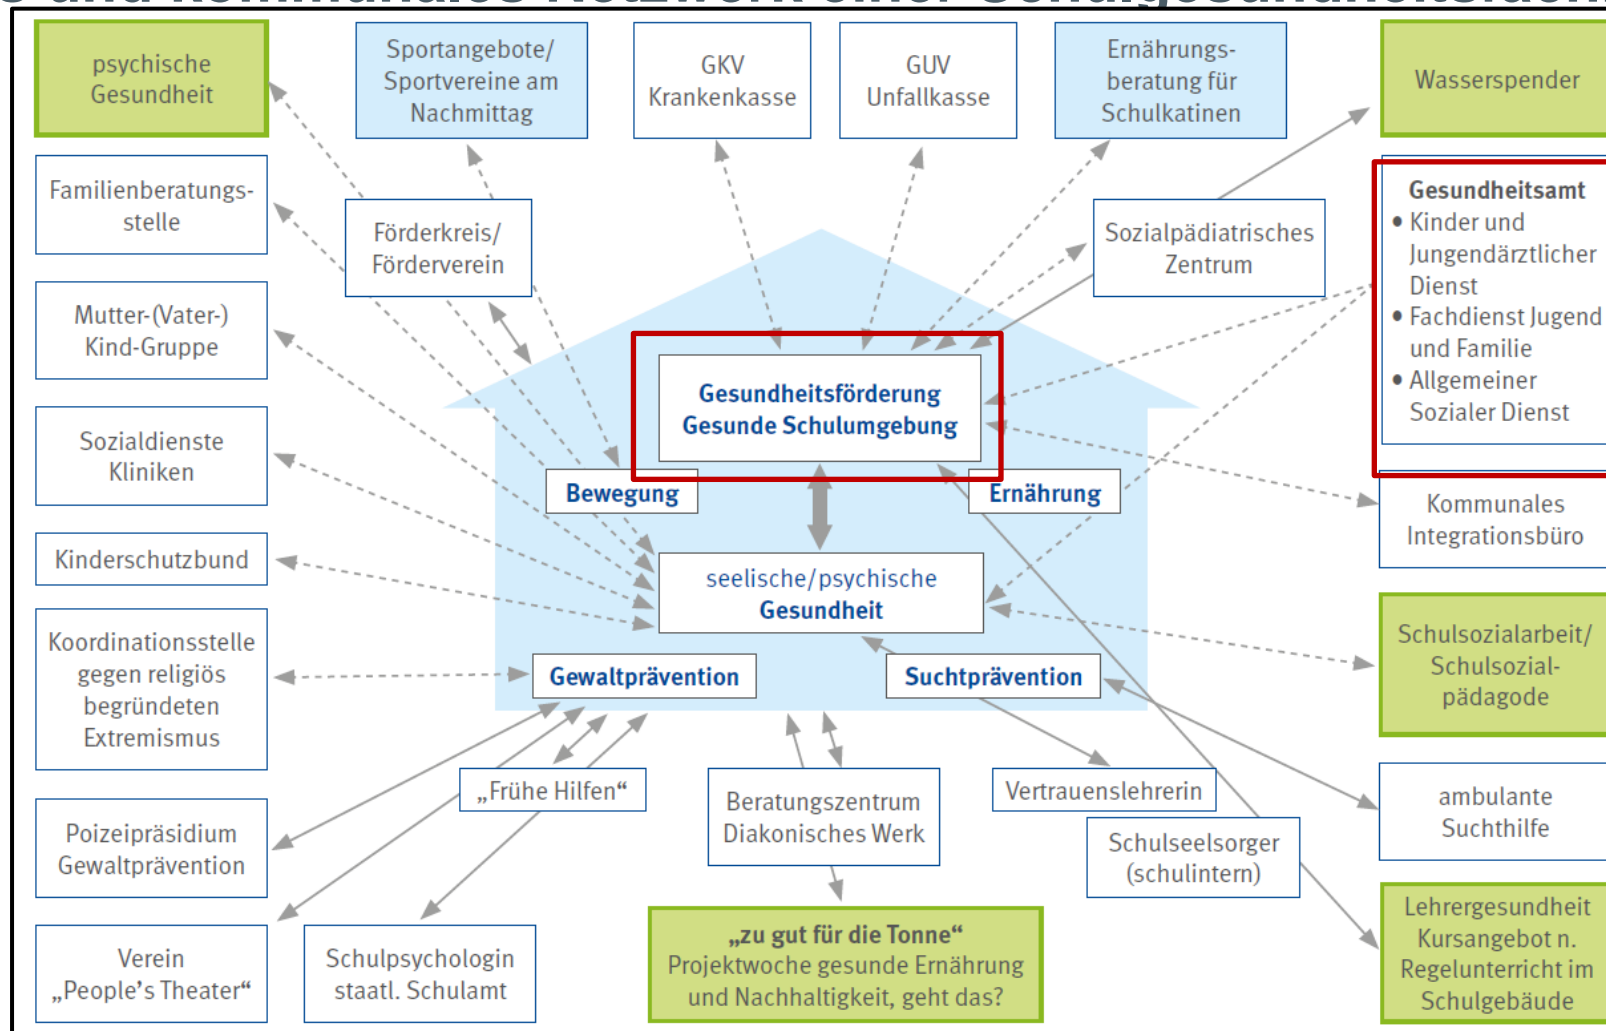 und kommunales Netzwerk einer Schulgesundheitsfach
psychische
Gesundheit
Sportangebote/
Sportvereine am
Nachmittag
GKV
Krankenkasse
GUV
Unfallkasse
Ernährungs-
beratung für
Schulkatinen
Wasserspender
Familienberatungs-
stelle
Förderkreis/
Förderverein
Sozialpädiatrisches
Zentrum
Gesundheitsamt
• Kinder und
Jungendärztlicher
Dienst
• Fachdienst Jugend
und Familie
• Allgemeiner
Sozialer Dienst
Mutter-(Vater-)
Kind-Gruppe
Gesundheitsförderung
Gesunde Schulumgebung
Sozialdienste
Kliniken
Bewegung
Ernährung
Kommunales
Integrationsbüro
Kinderschutzbund
seelische/psychische
Gesundheit
Koordinationsstelle
gegen religiös
begründeten
Extremismus
Gewaltprävention
Suchtprävention
Schulsozialarbeit/
Schulsozial-
pädagode
„Frühe Hilfen“
Beratungszentrum
Diakonisches Werk
Vertrauenslehrerin
ambulante
Suchthilfe
Poizeipräsidium
Gewaltprävention
Schulseelsorger
(schulintern)
Verein
„People's Theater“
Schulpsychologin
staatl. Schulamt
„zu gut für die Tonne“
Projektwoche gesunde Ernährung
und Nachhaltigkeit, geht das?
Lehrergesundheit
Kursangebot n.
Regelunterricht im
Schulgebäude